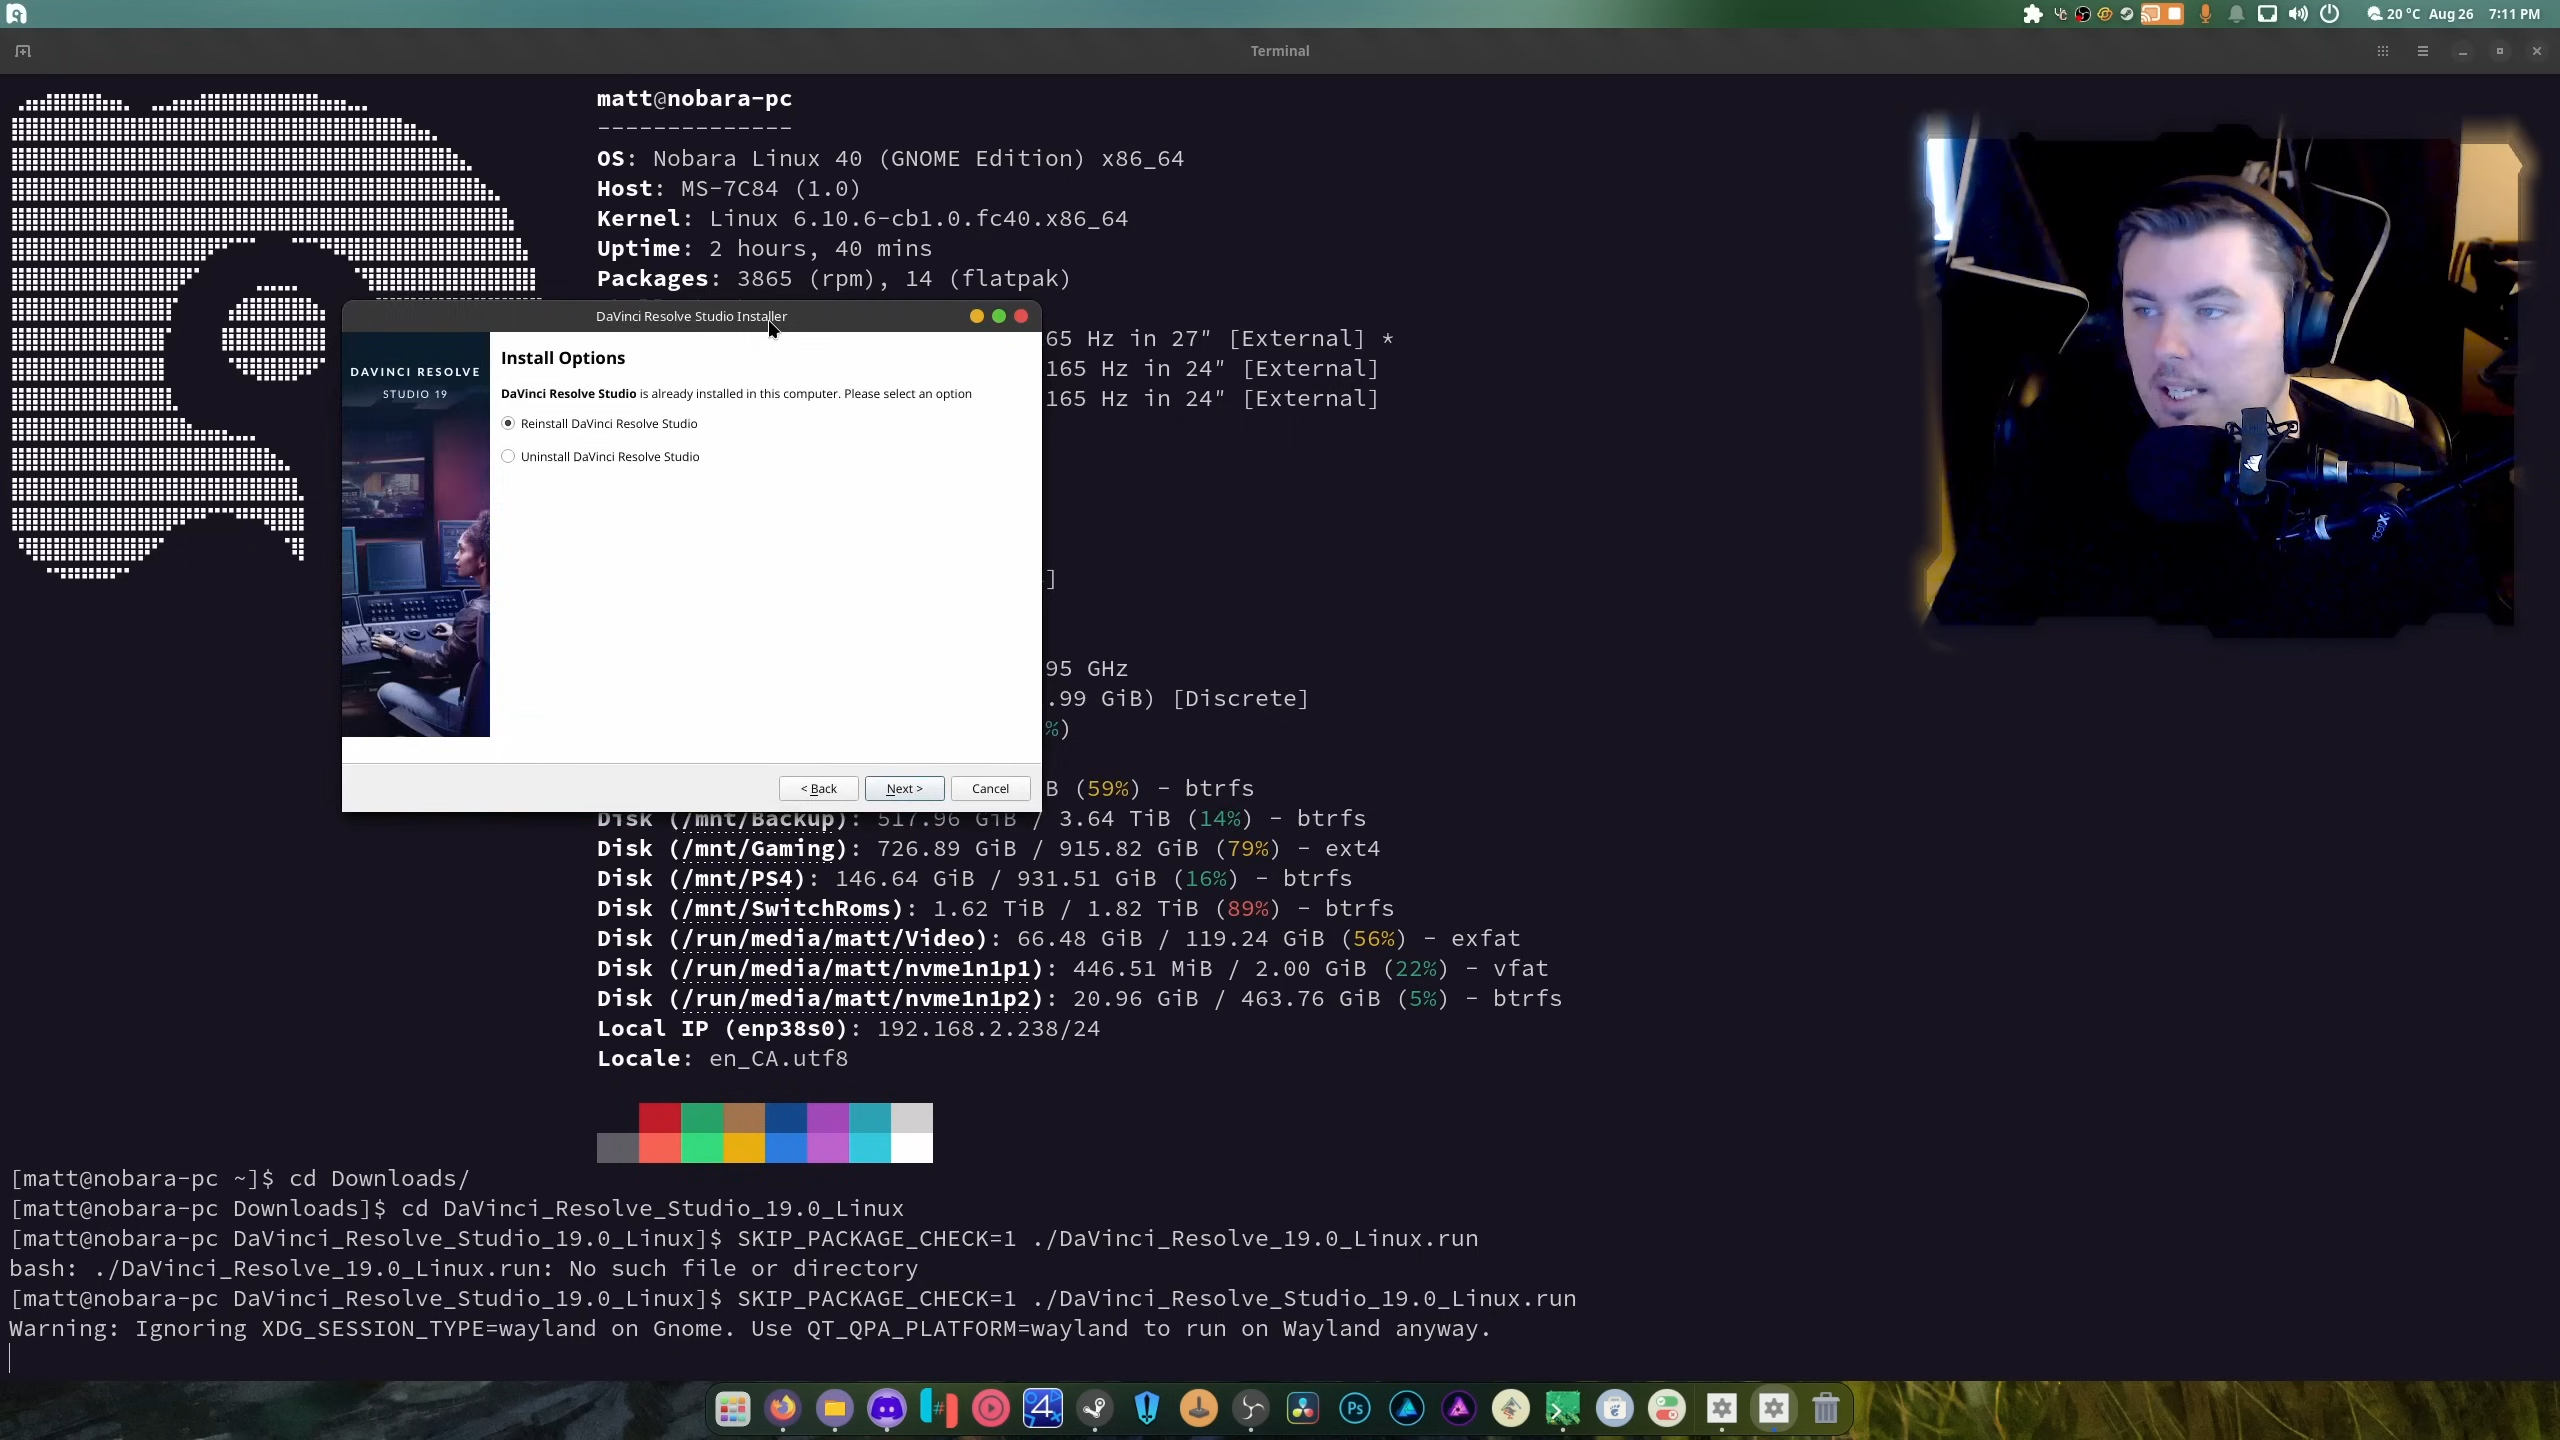 20 °C Aug 26 7:11 PM
Terminal
matt@nobara-pc
-------------
OS: Nobara Linux 40 (GNOME Edition) x86_64
Host: MS-7C84 (1.0)
Kernel: Linux 6.10.6-cb1.0.fc40.x86_64
Uptime: 2 hours, 40 mins
Packages: 3865 (rpm), 14 (flatpak)
65 Hz in 27" [External] *
165 Hz in 24" [External]
165 Hz in 24" [External]
]
95 GHz
.99 GiB) [Discrete]
%)
B (59%) - btrfs
DaVinci Resolve Studio Installer
DAVINCI RESOLVE
STUDIO 19
Install Options
DaVinci Resolve Studio is already installed in this computer. Please select an option
Reinstall DaVinci Resolve Studio
Uninstall DaVinci Resolve Studio
< Back Next > Cancel
Disk (/mnt/Backup): 517.96 GiB / 3.64 TiB (14%) - btrfs
Disk (/mnt/Gaming): 726.89 GiB / 915.82 GiB (79%) - ext4
Disk (/mnt/PS4): 146.64 GiB / 931.51 GiB (16%) - btrfs
Disk (/mnt/SwitchRoms): 1.62 TiB / 1.82 TiB (89%) - btrfs
Disk (/run/media/matt/Video): 66.48 GiB / 119.24 GiB (56%) - exfat
Disk (/run/media/matt/nvme1n1p1): 446.51 MiB / 2.00 GiB (22%) - vfat
Disk (/run/media/matt/nvme1n1p2): 20.96 GiB / 463.76 GiB (5%) - btrfs
Local IP (enp38s0): 192.168.2.238/24
Locale: en_CA.utf8
[matt@nobara-pc ~]$ cd Downloads/
[matt@nobara-pc Downloads]$ cd DaVinci_Resolve_Studio_19.0_Linux
[matt@nobara-pc DaVinci_Resolve_Studio_19.0_Linux]$ SKIP_PACKAGE_CHECK=1 ./DaVinci_Resolve_19.0_Linux.run
bash: ./DaVinci_Resolve_19.0_Linux.run: No such file or directory
[matt@nobara-pc DaVinci_Resolve_Studio_19.0_Linux]$ SKIP_PACKAGE_CHECK=1 ./DaVinci_Resolve_Studio_19.0_Linux.run
Warning: Ignoring XDG_SESSION_TYPE=wayland on Gnome. Use QT_QPA_PLATFORM=wayland to run on Wayland anyway.
4 Ps